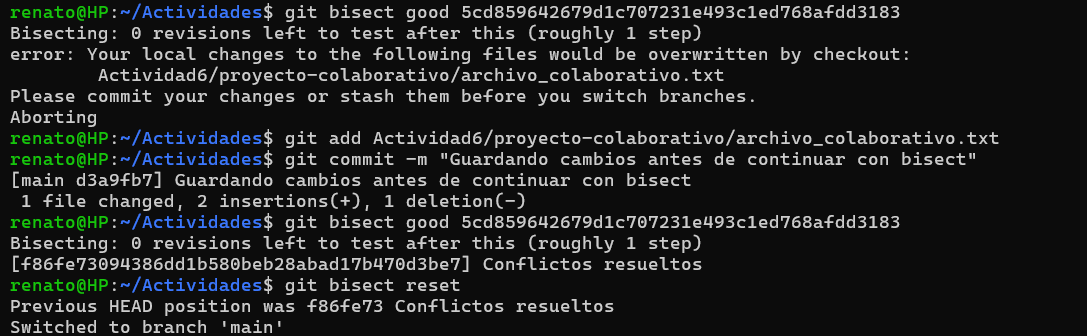 renato@HP:~/Actividades$ git bisect good 5cd859642679d1c707231e493c1ed768afdd3183
Bisecting: 0 revisions left to test after this (roughly 1 step)
error: Your local changes to the following files would be overwritten by checkout:
        Actividad6/proyecto-colaborativo/archivo_colaborativo.txt
Please commit your changes or stash them before you switch branches.
Aborting
renato@HP:~/Actividades$ git add Actividad6/proyecto-colaborativo/archivo_colaborativo.txt
renato@HP:~/Actividades$ git commit -m "Guardando cambios antes de continuar con bisect"
[main d3a9fb7] Guardando cambios antes de continuar con bisect
 1 file changed, 2 insertions(+), 1 deletion(-)
renato@HP:~/Actividades$ git bisect good 5cd859642679d1c707231e493c1ed768afdd3183
Bisecting: 0 revisions left to test after this (roughly 1 step)
[f86fe73094386dd1b580beb28abad17b470d3be7] Conflictos resueltos
renato@HP:~/Actividades$ git bisect reset
Previous HEAD position was f86fe73 Conflictos resueltos
Switched to branch 'main'